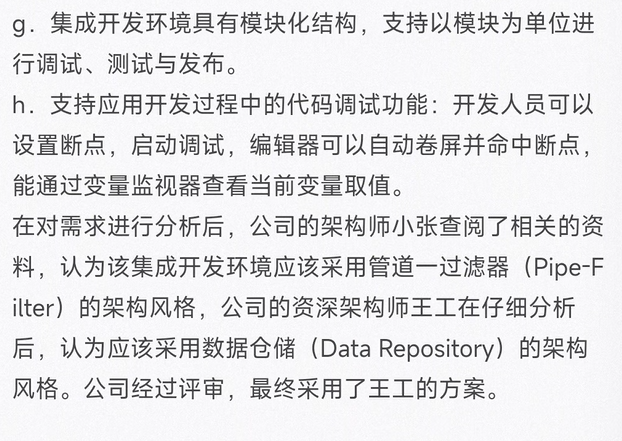 g．集成开发环境具有模块化结构，支持以模块为单位进
行调试、测试与发布。
h．支持应用开发过程中的代码调试功能：开发人员可以
设置断点，启动调试，编辑器可以自动卷屏并命中断点，
能通过变量监视器查看当前变量取值。
在对需求进行分析后，公司的架构师小张查阅了相关的资
料，认为该集成开发环境应该采用管道一过滤器（Pipe-F
ilter）的架构风格，公司的资深架构师王工在仔细分析
后，认为应该采用数据仓储（Data Repository）的架构
风格。公司经过评审，最终采用了王工的方案。